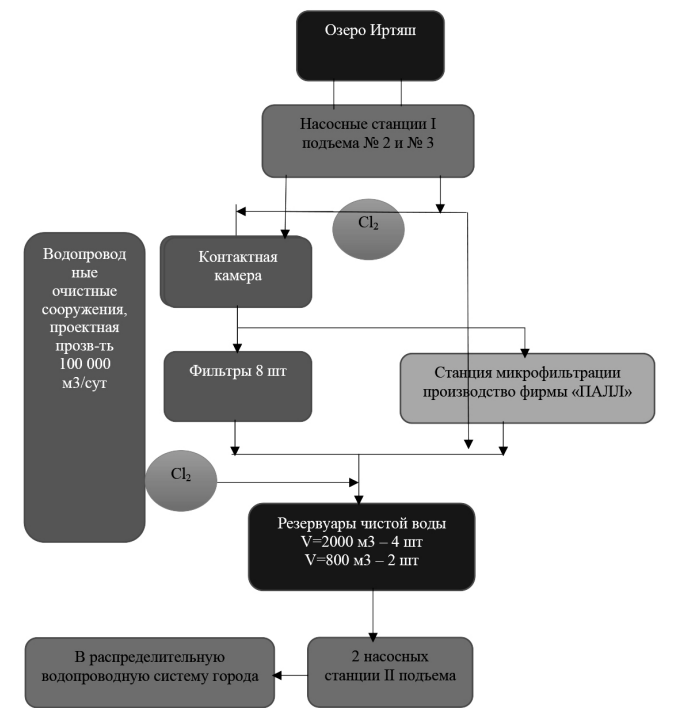 Озеро Иртяш
Насосные станции I
подъема № 2 и № 3
Cl₂
Водопровод
ные
очистные
сооружения,
проектная
прозв-ть
100 000
м3/сут
Контактная
камера
Фильтры 8 шт
Станция микрофильтрации
производство фирмы «ПАЛЛ»
Cl₂
Резервуары чистой воды
V=2000 м3 – 4 шт
V=800 м3 – 2 шт
В распределительную
водопроводную систему города
2 насосных
станции II подъема